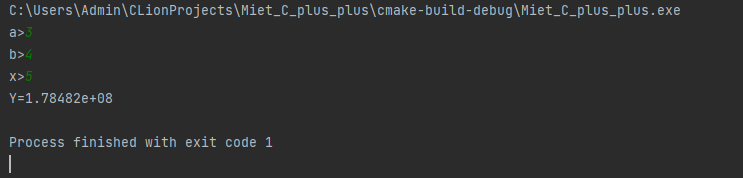 C:\Users\Admin\CLionProjects\Miet_C_plus_plus\cmake-build-debug\Miet_C_plus_plus.exe
a>3
b>4
x>5
Y=1.78482e+08
Process finished with exit code 1